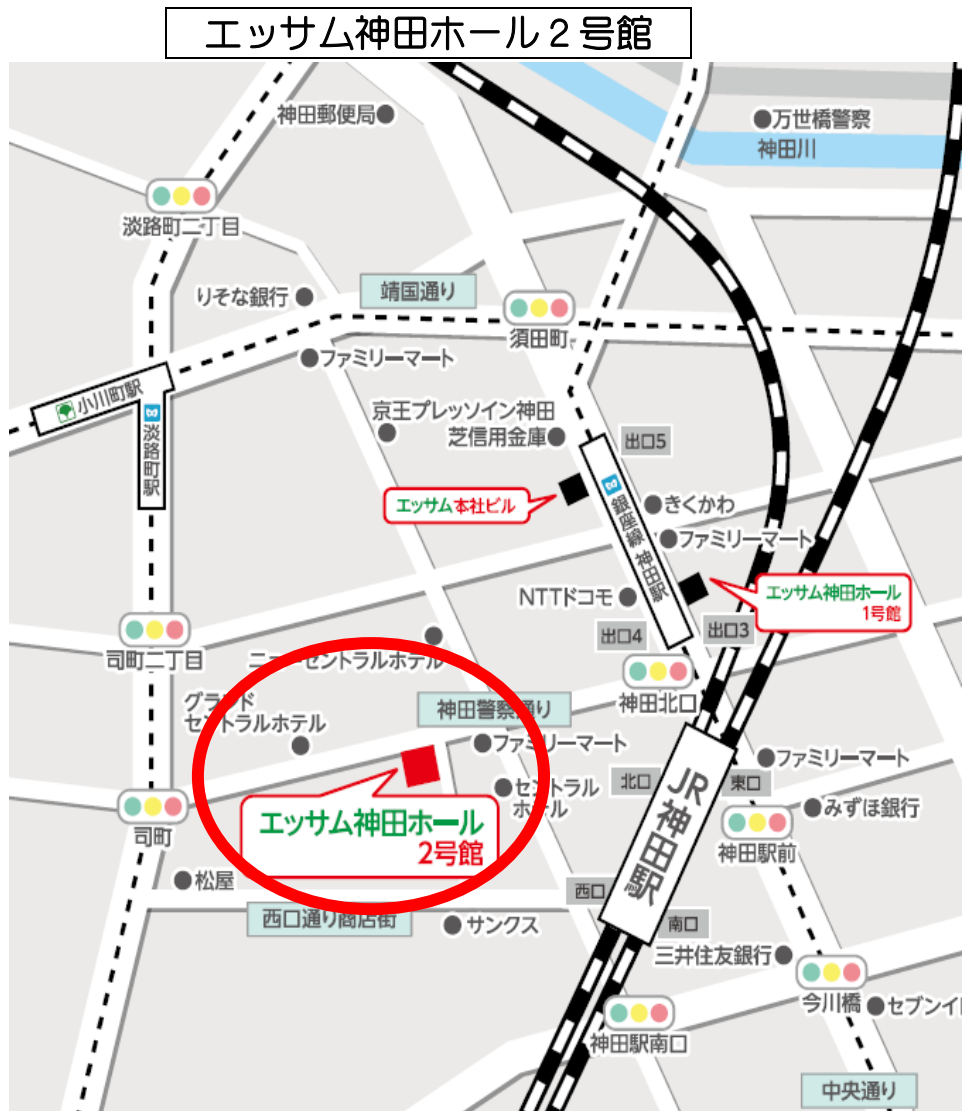 エッサム神田ホール２号館
神田郵便局
万世橋警察
神田川
淡路町二丁目
りそな銀行
靖国通り
須田町
ファミリーマート
小川町駅
淡路町駅
京王プレッソイン神田
芝信用金庫
出口5
エッサム本社ビル
銀座線 神田駅
きくかわ
ファミリーマート
NTTドコモ
エッサム神田ホール
1号館
出口4
出口3
司町二丁目
ニューセントラルホテル
神田北口
グランド
セントラルホテル
神田警察通り
ファミリーマート
セントラル
ホテル
北口
JR神田駅
東口
ファミリーマート
みずほ銀行
司町
エッサム神田ホール
2号館
神田駅前
松屋
西口
西口通り商店街
サンクス
南口
三井住友銀行
今川橋
セブンイ
神田駅南口
中央通り